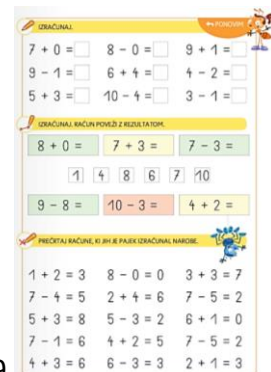 PONOVIM
IZRAČUNAJ.
7 + 0 = 8 - 0 = 9 + 1 =
9 - 1 = 6 + 4 = 4 - 2 =
5 + 3 = 10 - 4 = 3 - 1 =
IZRAČUNAJ. RAČUN POVEŽI Z REZULTATOM.
8 + 0 = 7 + 3 = 7 - 3 =
1 4 8 6 7 10
9 - 8 = 10 - 3 = 4 + 2 =
PREČRTAJ RAČUNE, KI JIH JE PAJEK IZRAČUNAL NAROBE.
1 + 2 = 3 8 - 0 = 0 3 + 3 = 7
7 - 4 = 5 2 + 4 = 6 7 - 5 = 2
5 + 3 = 8 5 - 3 = 2 6 + 1 = 0
7 - 1 = 6 4 + 2 = 5 7 - 5 = 2
4 + 3 = 6 6 - 3 = 3 2 + 1 = 3